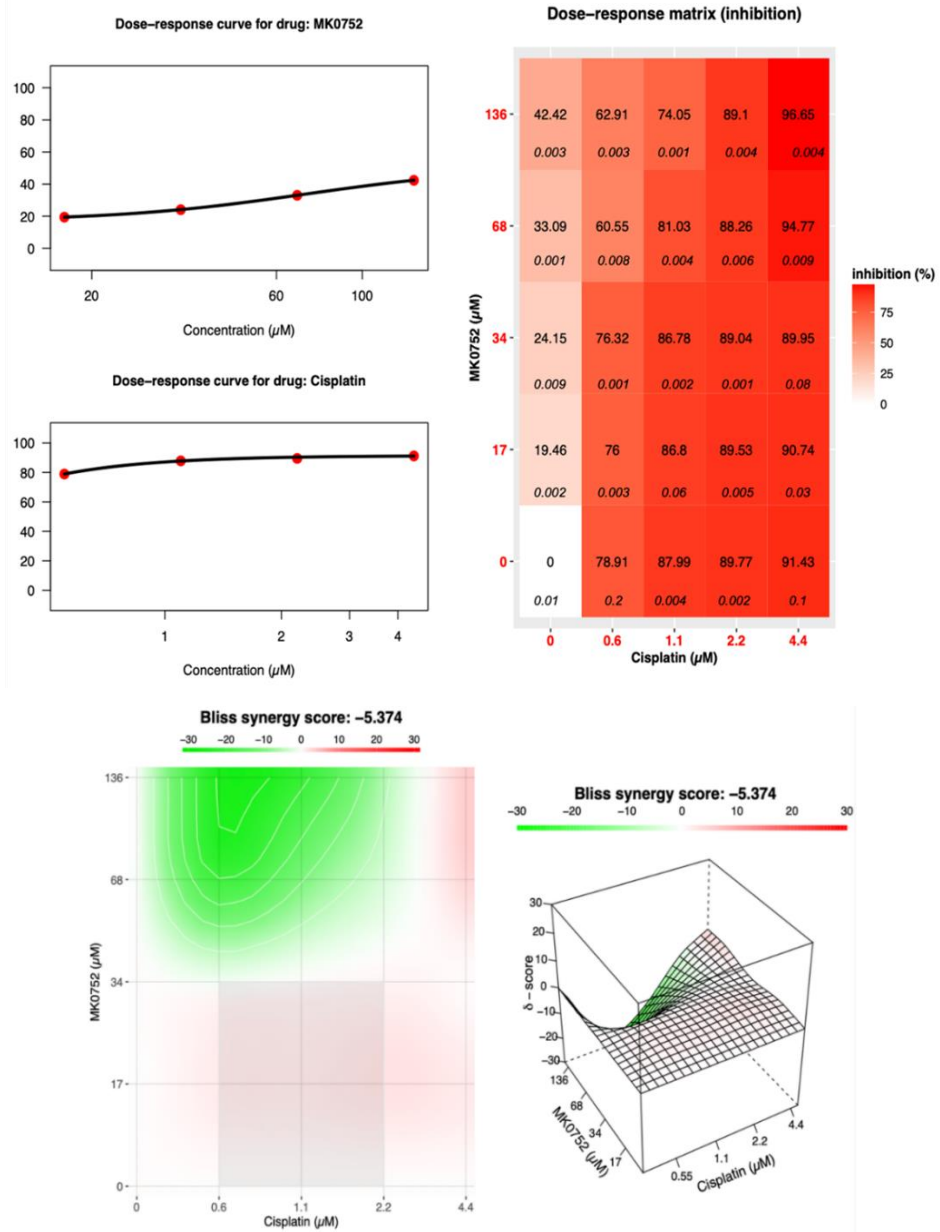 Dose–response curve for drug: MK0752
100
80
60
40
20
0
20 60 100
Concentration (µM)
Dose–response curve for drug: Cisplatin
100
80
60
40
20
0
1 2 3 4
Concentration (µM)
Dose–response matrix (inhibition)
MK0752 (µM)
136 42.42 62.91 74.05 89.1 96.65
0.003 0.003 0.001 0.004 0.004
68 33.09 60.55 81.03 88.26 94.77
0.001 0.008 0.004 0.006 0.009
34 24.15 76.32 86.78 89.04 89.95
0.009 0.001 0.002 0.001 0.08
17 19.46 76 86.8 89.53 90.74
0.002 0.003 0.06 0.005 0.03
0 0 78.91 87.99 89.77 91.43
0.01 0.2 0.004 0.002 0.1
0 0.6 1.1 2.2 4.4
Cisplatin (µM)
inhibition (%)
75
50
25
0
Bliss synergy score: −5.374
−30 −20 −10 0 10 20 30
MK0752 (µM)
136
68
34
17
0
0 0.6 1.1 2.2 4.4
Cisplatin (µM)
Bliss synergy score: −5.374
−30 −20 −10 0 10 20 30
δ − score
30
20
10
0
−10
−20
−30
136
68
34
17
MK0752 (µM)
0.55
1.1
2.2
4.4
Cisplatin (µM)